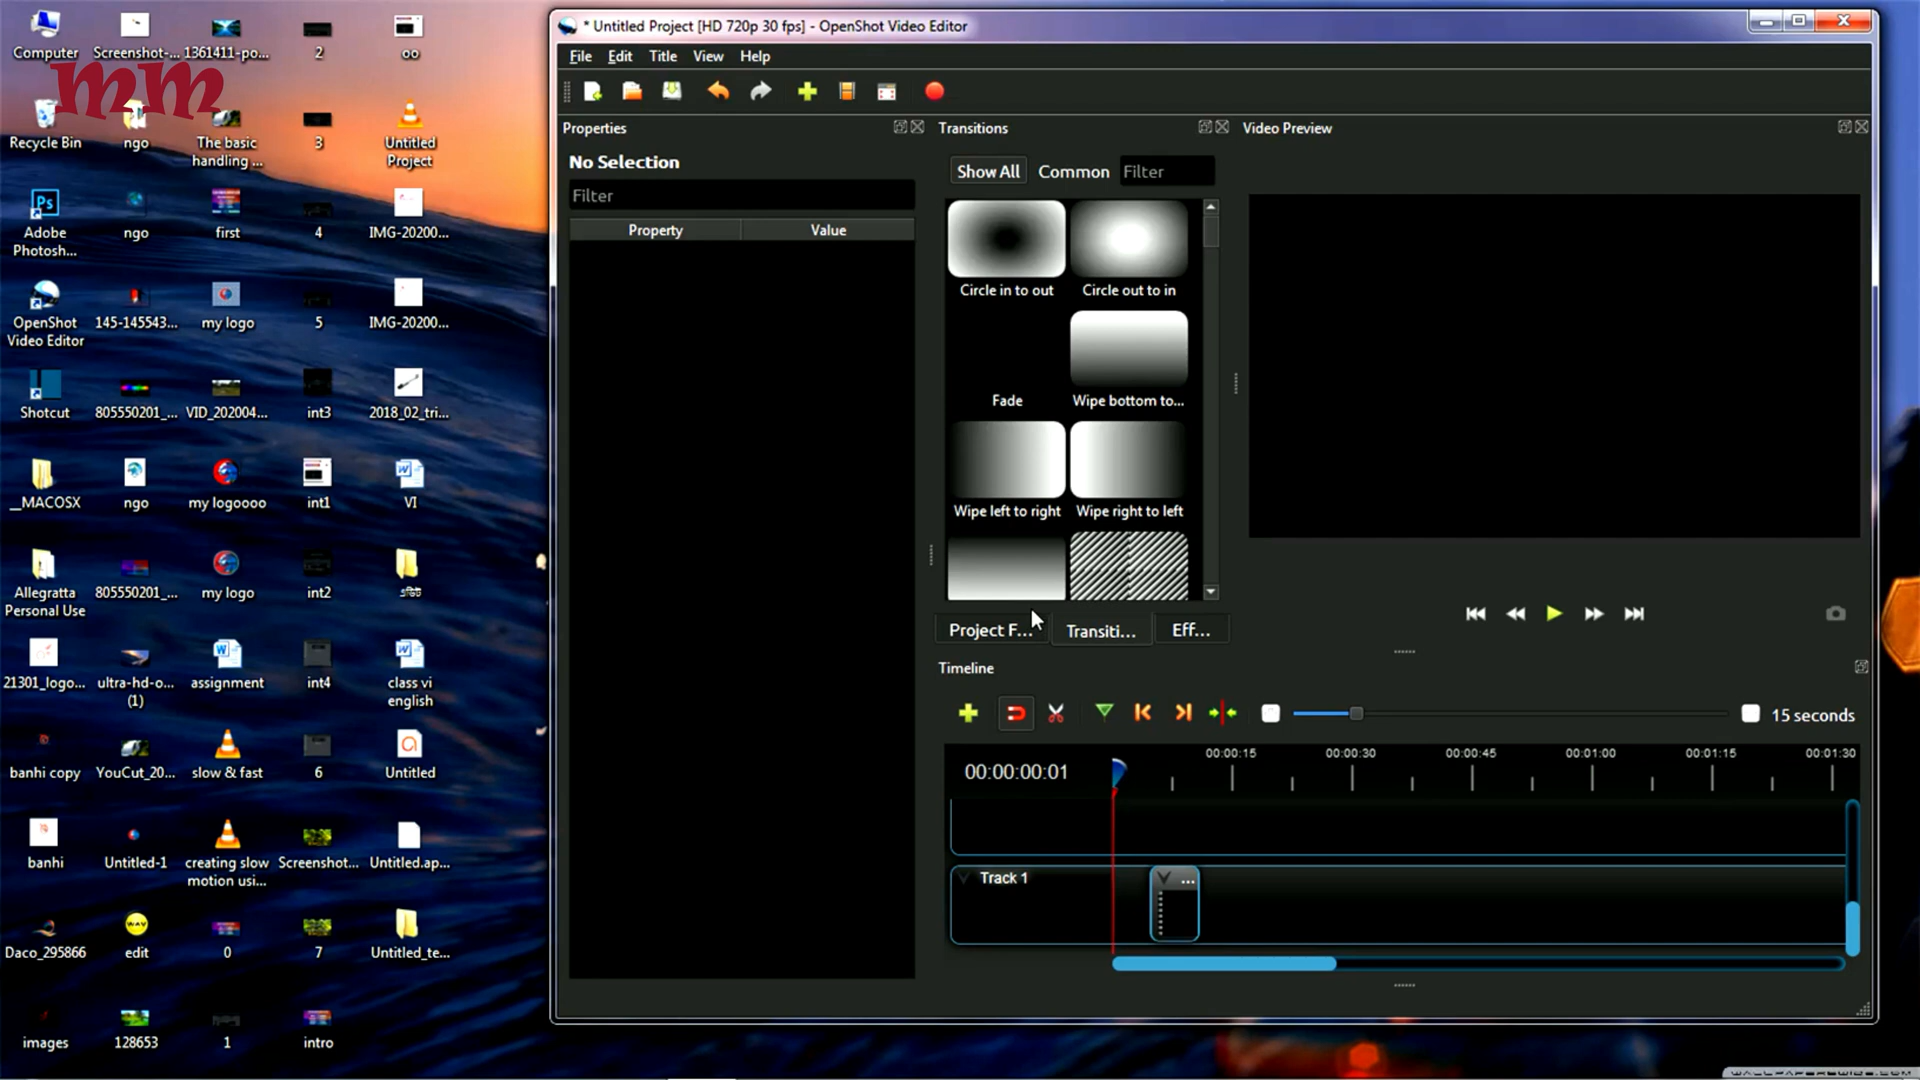 Computer
Screenshot-...
1361411-po...
2
oo
mm
Recycle Bin
ngo
The basic
handling ...
3
Untitled
Project
Adobe
Photosh...
ngo
first
4
IMG-20200...
OpenShot
Video Editor
145-145543...
my logo
5
IMG-20200...
Shotcut
805550201_...
VID_202004...
int3
2018_02_tri...
__MACOSX
ngo
my logoooo
int1
VI
Allegratta
Personal Use
805550201_...
my logo
int2
এডিট
21301_logo...
ultra-hd-o...
(1)
assignment
int4
class vi
english
banhi copy
YouCut_20...
slow & fast
6
Untitled
banhi
Untitled-1
creating slow
motion usi...
Screenshot...
Untitled.ap...
Daco_295866
edit
0
7
Untitled_te...
images
128653
1
intro
* Untitled Project [HD 720p 30 fps] - OpenShot Video Editor
File Edit Title View Help
Properties
No Selection
Filter
Property Value
Transitions
Show All Common Filter
Circle in to out
Circle out to in
Fade
Wipe bottom to...
Wipe left to right
Wipe right to left
Project F...
Transiti...
Eff...
Video Preview
Timeline
15 seconds
00:00:00:01
00:00:15 00:00:30 00:00:45 00:01:00 00:01:15 00:01:30
Track 1
...